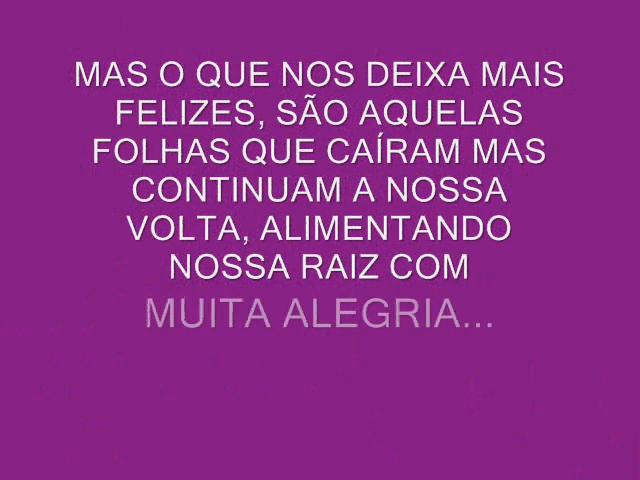 MAS O QUE NOS DEIXA MAIS
FELIZES, SÃO AQUELAS
FOLHAS QUE CAÍRAM MAS
CONTINUAM A NOSSA
VOLTA, ALIMENTANDO
NOSSA RAIZ COM
MUITA ALEGRIA...